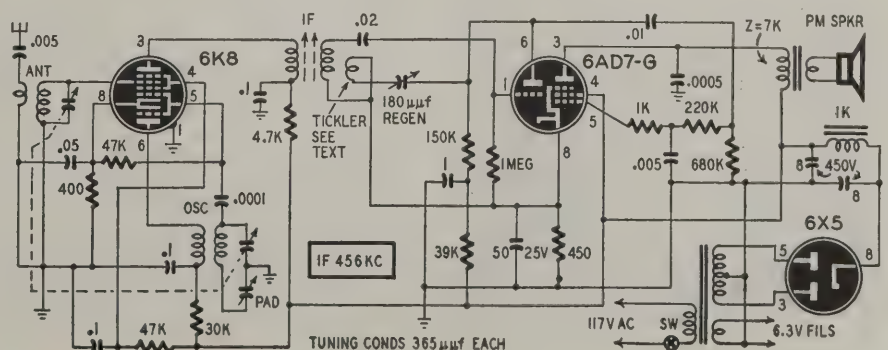 .005
ANT
8
3
6K8
4
5
1
6
.05
47K
400
.0001
OSC
.1
PAD
.1
47K
30K
IF
.1
4.7K
.02
TICKLER
SEE
TEXT
180µµf
REGEN
IF 456KC
TUNING CONDS 365µµf EACH
150K
.1
39K
1MEG
50
25V
450
.01
6
3
6AD7-G
1
4
5
8
.0005
1K
220K
.005
680K
Z=7K
PM SPKR
1K
8
450V
8
6X5
5
3
8
117V AC
SW
6.3V FILS